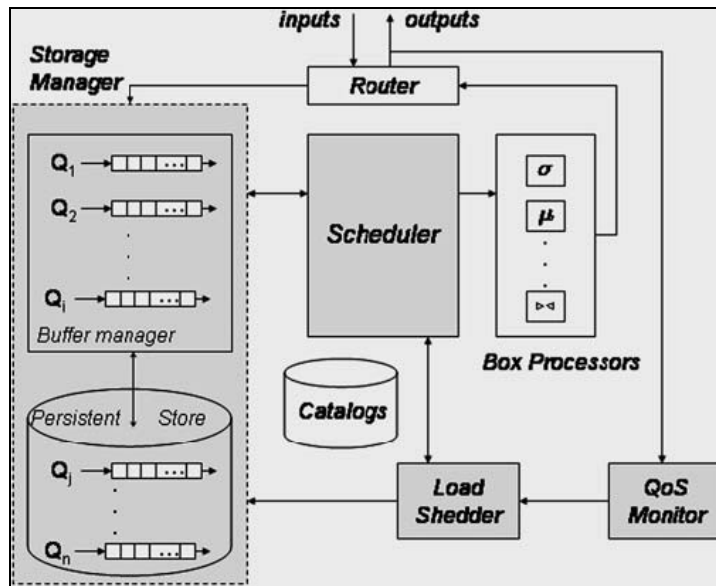 inputs outputs
Storage
Manager
Router
Q1 ...
Q2 ...
Qi ...
Buffer manager
Scheduler
σ
μ
⋈
Box Processors
Persistent Store
Qj ...
Qn ...
Catalogs
Load
Shedder
QoS
Monitor